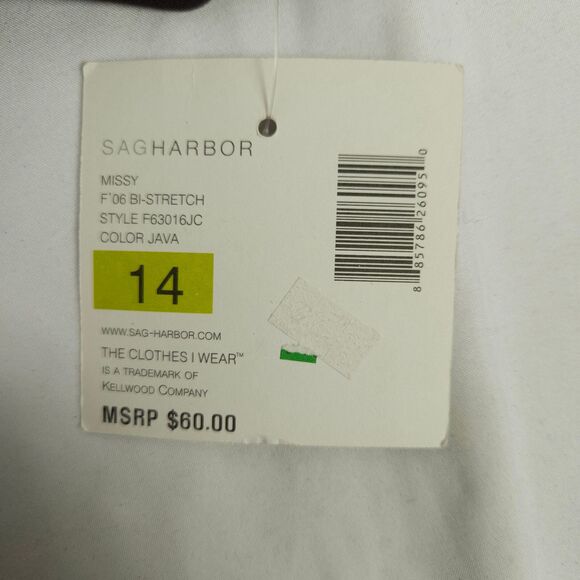 SAGHARBOR
MISSY
F'06 BI-STRETCH
STYLE F63016JC
COLOR JAVA
14
WWW.SAG-HARBOR.COM
THE CLOTHES I WEAR™
IS A TRADEMARK OF
KELLWOOD COMPANY
MSRP $60.00
8 85786 26095 0